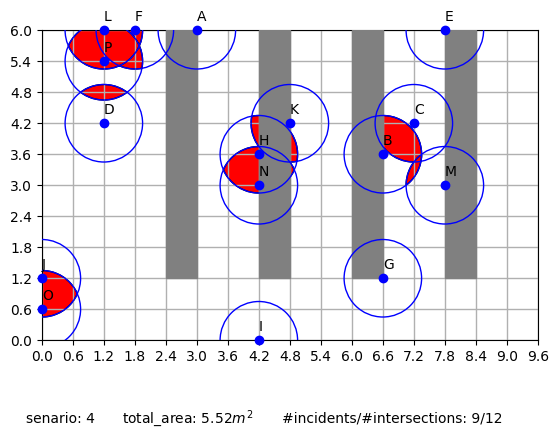 L F A E
6.0
P
5.4
4.8
D K C
4.2
H B
3.6
N M
3.0
2.4
1.8
J G
1.2
O
0.6
I
0.0
0.0 0.6 1.2 1.8 2.4 3.0 3.6 4.2 4.8 5.4 6.0 6.6 7.2 7.8 8.4 9.0 9.6
senario: 4 total_area: 5.52m² #incidents/#intersections: 9/12